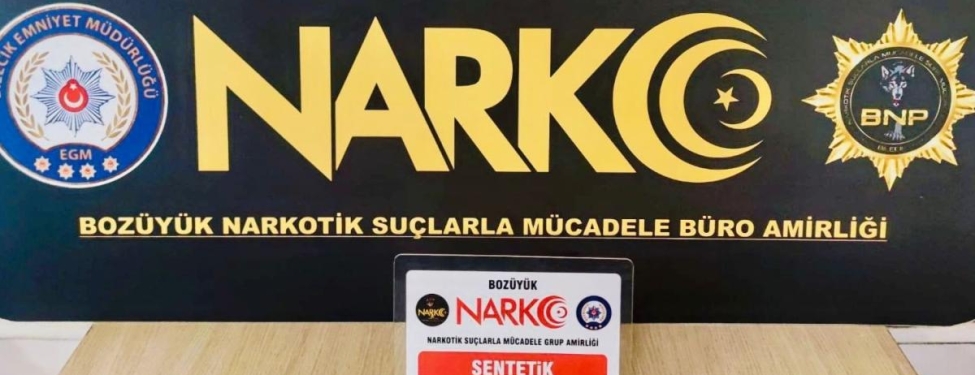 EMNİYET MÜDÜRLÜĞÜ
EGM
NARKO
BNP
BOZÜYÜK NARKOTİK SUÇLARLA MÜCADELE BÜRO AMİRLİĞİ
BOZÜYÜK
NARKO
NARKO
NARKOTİK SUÇLARLA MÜCADELE GRUP AMİRLİĞİ
SENTETİK